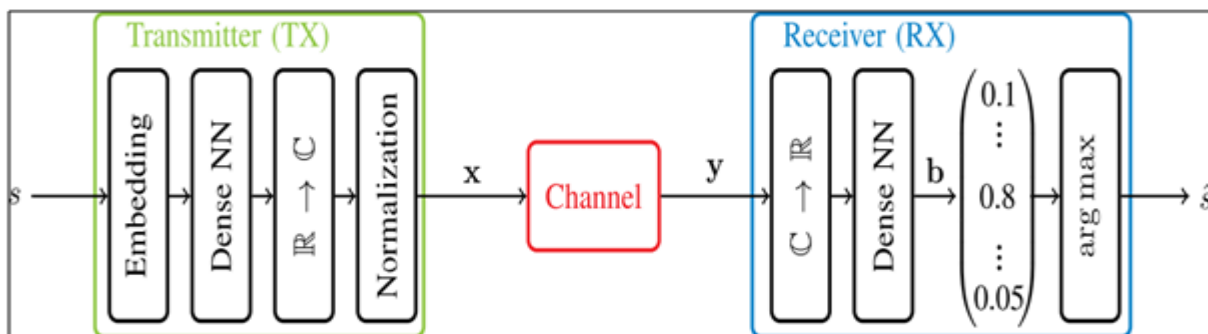 Transmitter (TX)
Receiver (RX)
s
Embedding
Dense NN
ℝ → ℂ
Normalization
x
Channel
y
ℂ → ℝ
Dense NN
b
0.1
⋮
0.8
⋮
0.05
arg max
ŝ